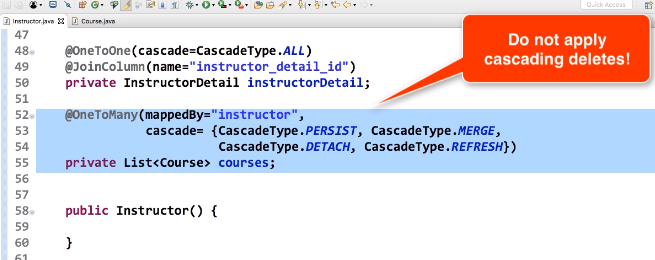 Quick Access
Instructor.java
Course.java
Do not apply
cascading deletes!
47
48 @OneToOne(cascade=CascadeType.ALL)
49 @JoinColumn(name="instructor_detail_id")
50 private InstructorDetail instructorDetail;
51
52 @OneToMany(mappedBy="instructor",
53 cascade= {CascadeType.PERSIST, CascadeType.MERGE,
54 CascadeType.DETACH, CascadeType.REFRESH})
55 private List<Course> courses;
56
57
58 public Instructor() {
59
60 }
61